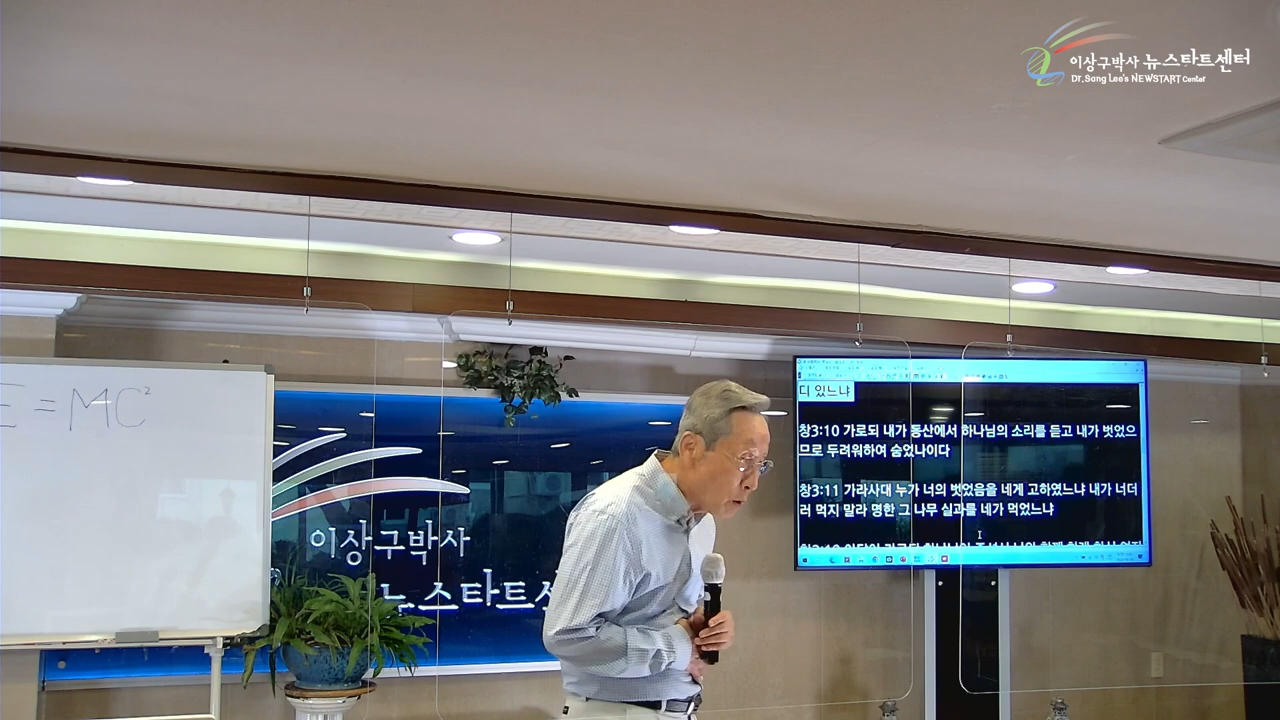 이상구박사 뉴스타트센터
Dr.Sang Lee's NEWSTART Center
E = MC²
이상구박사
뉴스타트센
디 있느냐
창3:10 가로되 내가 동산에서 하나님의 소리를 듣고 내가 벗었으
므로 두려워하여 숨었나이다
창3:11 가라사대 누가 너의 벗었음을 네게 고하였느냐 내가 너더
러 먹지 말라 명한 그 나무 실과를 네가 먹었느냐